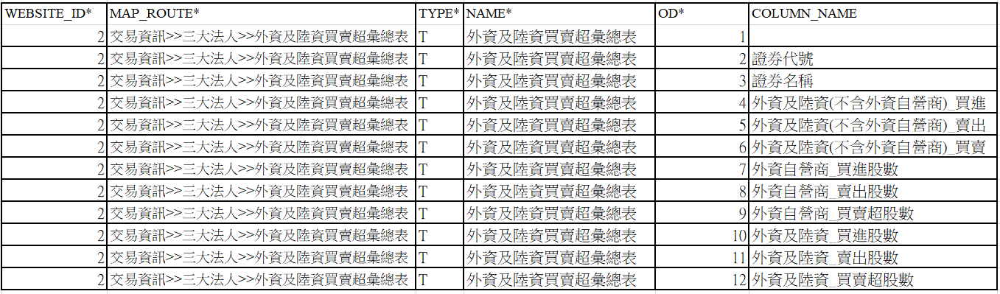 WEBSITE_ID* MAP_ROUTE* TYPE* NAME* OD* COLUMN_NAME
2 交易資訊>>三大法人>>外資及陸資買賣超彙總表 T 外資及陸資買賣超彙總表 1
2 交易資訊>>三大法人>>外資及陸資買賣超彙總表 T 外資及陸資買賣超彙總表 2 證券代號
2 交易資訊>>三大法人>>外資及陸資買賣超彙總表 T 外資及陸資買賣超彙總表 3 證券名稱
2 交易資訊>>三大法人>>外資及陸資買賣超彙總表 T 外資及陸資買賣超彙總表 4 外資及陸資(不含外資自營商)_買進
2 交易資訊>>三大法人>>外資及陸資買賣超彙總表 T 外資及陸資買賣超彙總表 5 外資及陸資(不含外資自營商)_賣出
2 交易資訊>>三大法人>>外資及陸資買賣超彙總表 T 外資及陸資買賣超彙總表 6 外資及陸資(不含外資自營商)_買賣
2 交易資訊>>三大法人>>外資及陸資買賣超彙總表 T 外資及陸資買賣超彙總表 7 外資自營商_買進股數
2 交易資訊>>三大法人>>外資及陸資買賣超彙總表 T 外資及陸資買賣超彙總表 8 外資自營商_賣出股數
2 交易資訊>>三大法人>>外資及陸資買賣超彙總表 T 外資及陸資買賣超彙總表 9 外資自營商_買賣超股數
2 交易資訊>>三大法人>>外資及陸資買賣超彙總表 T 外資及陸資買賣超彙總表 10 外資及陸資_買進股數
2 交易資訊>>三大法人>>外資及陸資買賣超彙總表 T 外資及陸資買賣超彙總表 11 外資及陸資_賣出股數
2 交易資訊>>三大法人>>外資及陸資買賣超彙總表 T 外資及陸資買賣超彙總表 12 外資及陸資_買賣超股數